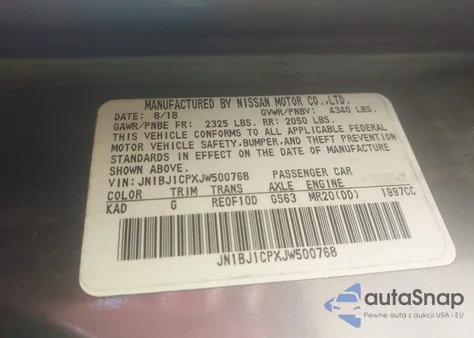 MANUFACTURED BY NISSAN MOTOR CO.,LTD.
DATE: 8/18 GVWR/PNBV: 4340 LBS.
GAWR/PNBE FR: 2325 LBS. RR: 2050 LBS.
THIS VEHICLE CONFORMS TO ALL APPLICABLE FEDERAL
MOTOR VEHICLE SAFETY,BUMPER,AND THEFT PREVENTION
STANDARDS IN EFFECT ON THE DATE OF MANUFACTURE
SHOWN ABOVE.
VIN: JN1BJ1CPXJW500768 PASSENGER CAR
COLOR TRIM TRANS AXLE ENGINE
KAD G RE0F10D GS63 MR20(DD) 1997CC
JN1BJ1CPXJW500768
autoSnap
Pewne auta z aukcji USA i EU